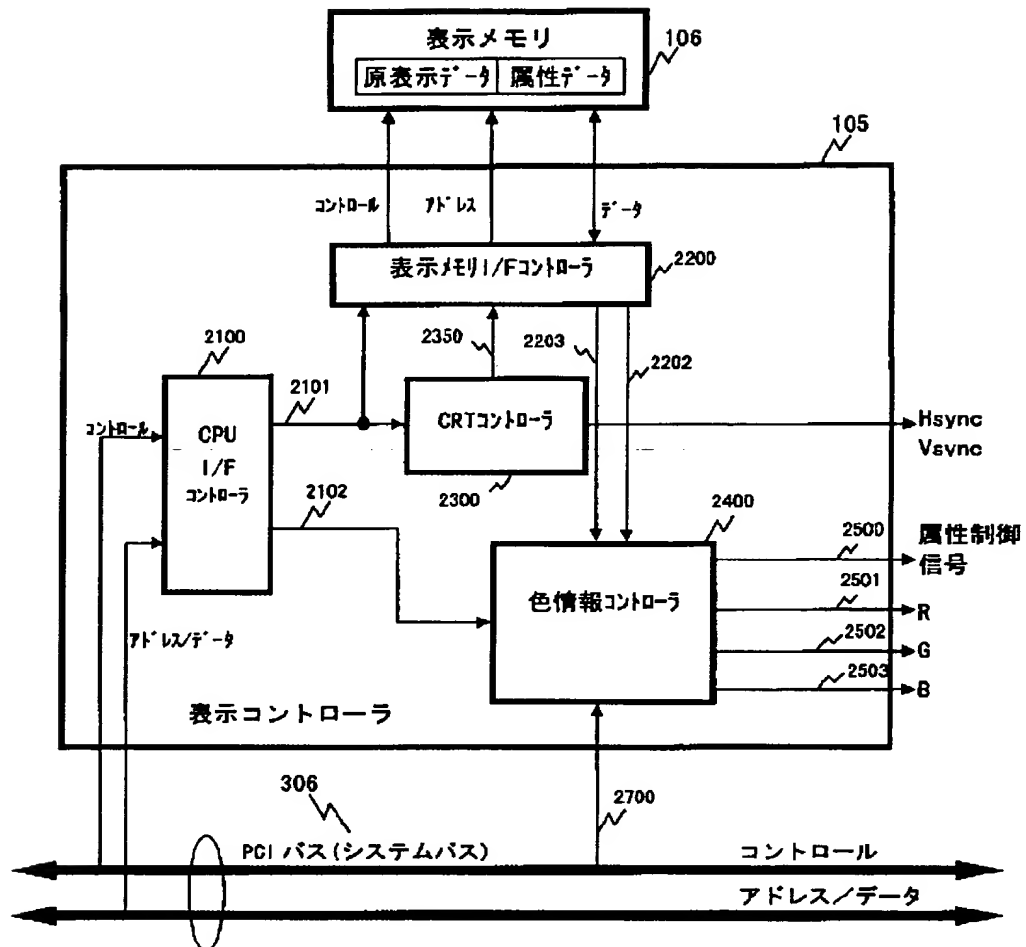 表示メモリ
原表示データ 属性データ
106
105
コントロール
アドレス
データ
表示メモリI/Fコントローラ
2200
2350
2203
2202
2100
2101
CPU
I/F
コントローラ
コントロール
CRTコントローラ
2300
Hsync
Vsync
2102
2400
2500
属性制御
信号
色情報コントローラ
2501
R
2502
G
2503
B
アドレス/データ
表示コントローラ
306
2700
PCIバス(システムバス)
コントロール
アドレス/データ